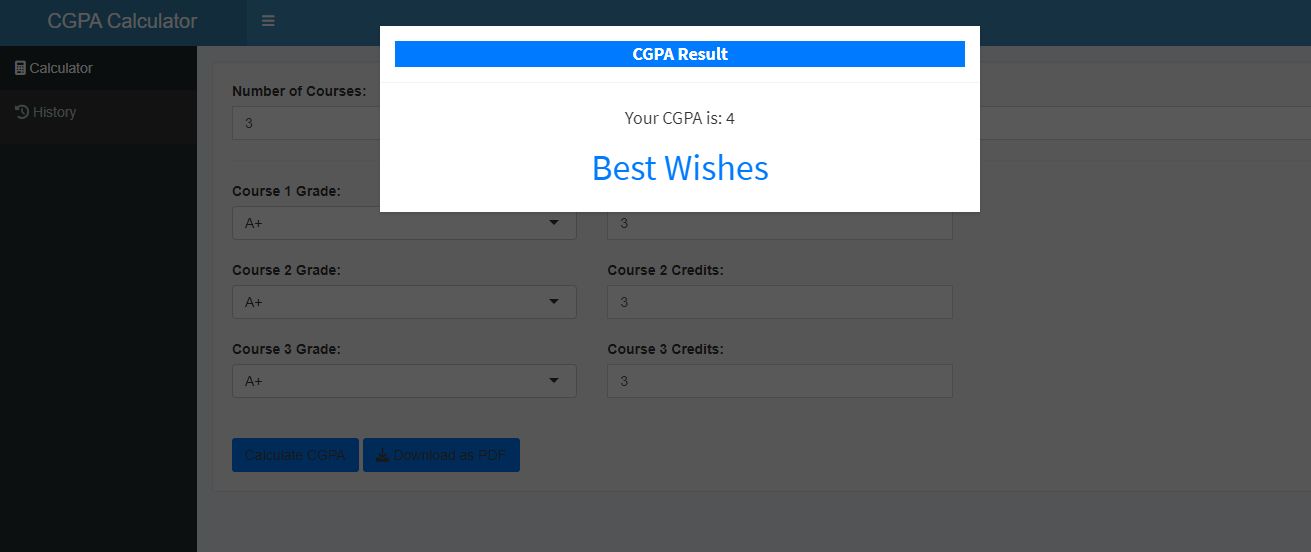 CGPA Calculator
Calculator
History
CGPA Result
Your CGPA is: 4
Best Wishes
Number of Courses:
3
Course 1 Grade:
A+
3
Course 2 Grade:
Course 2 Credits:
A+
3
Course 3 Grade:
Course 3 Credits:
A+
3
Calculate CGPA
Download as PDF